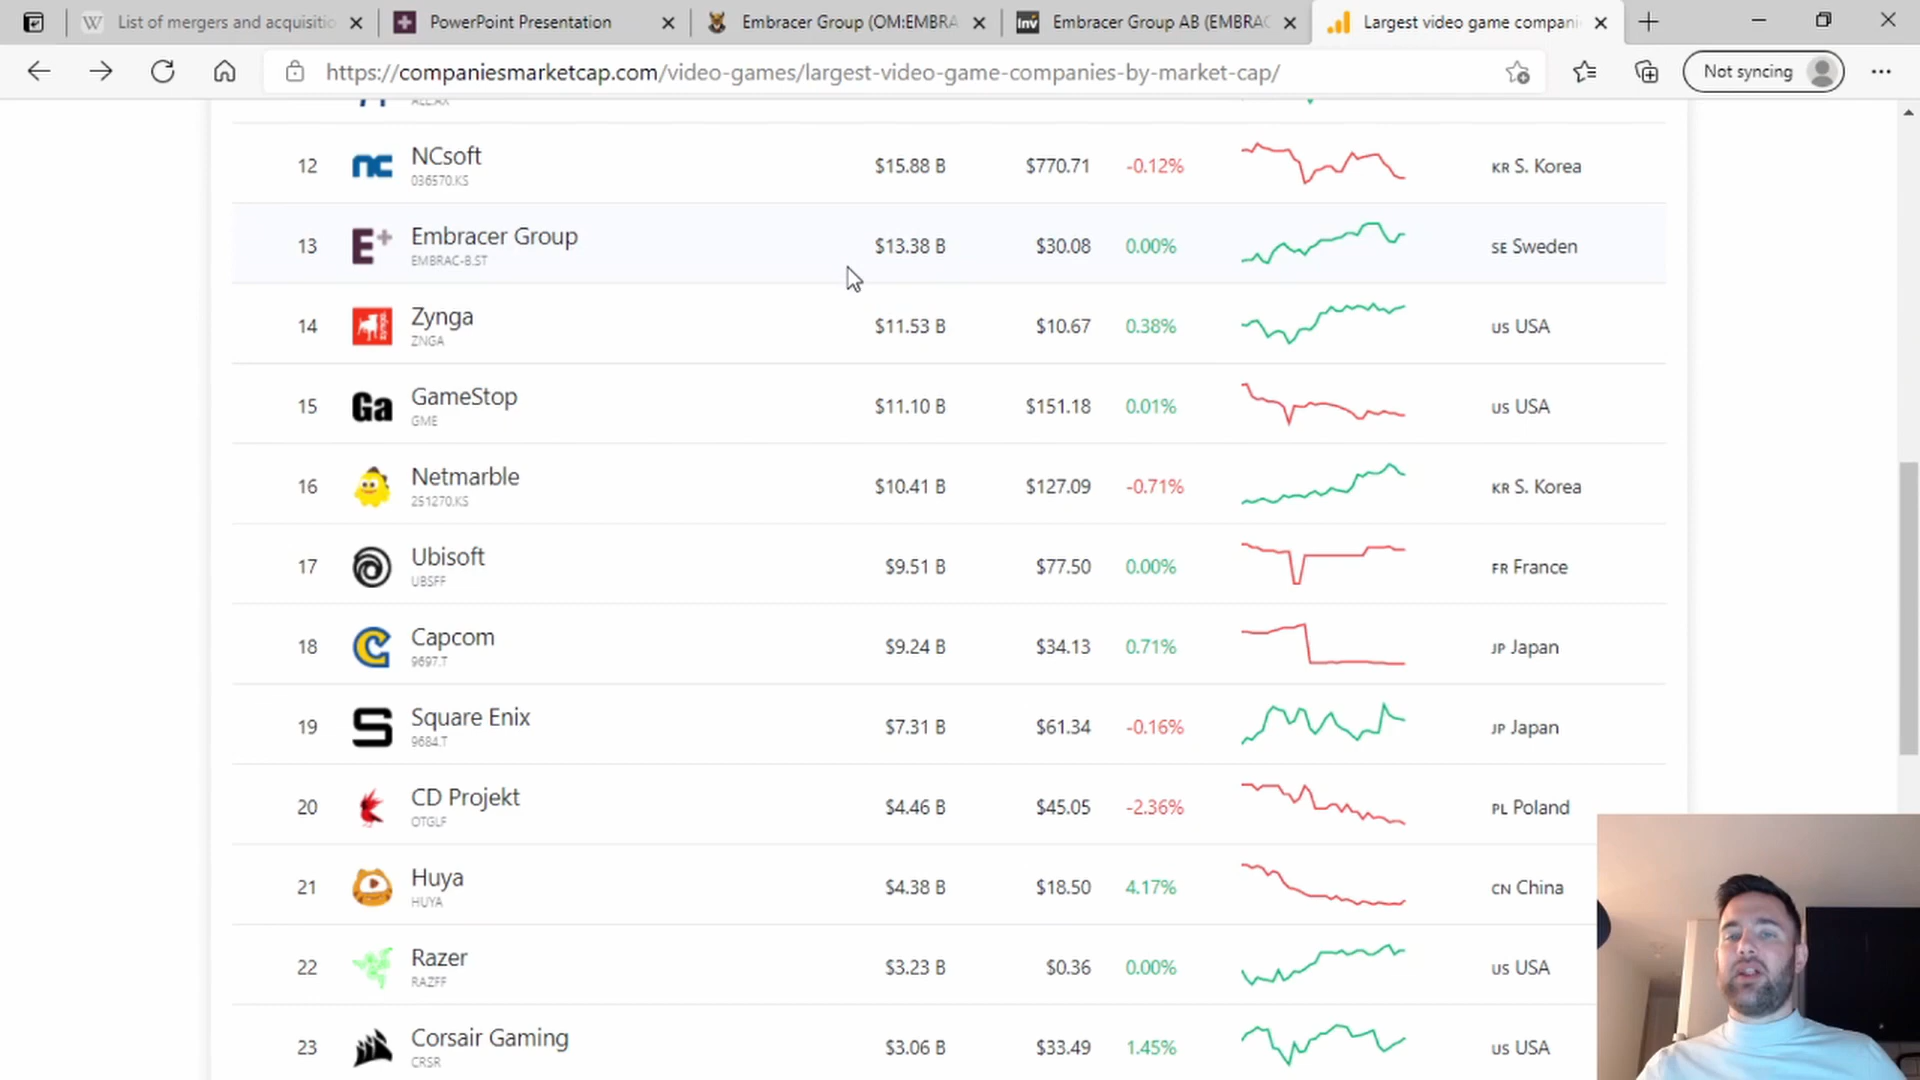 List of mergers and acquisitio
PowerPoint Presentation
Embracer Group (OM:EMBRA
Inv
Embracer Group AB (EMBRAC
Largest video game compani
https://companiesmarketcap.com/video-games/largest-video-game-companies-by-market-cap/
Not syncing
ALL.AX
12 NCsoft $15.88 B $770.71 -0.12% KR S. Korea
036570.KS
13 Embracer Group $13.38 B $30.08 0.00% SE Sweden
EMBRAC-B.ST
14 Zynga $11.53 B $10.67 0.38% US USA
ZNGA
15 Ga GameStop $11.10 B $151.18 0.01% US USA
GME
16 Netmarble $10.41 B $127.09 -0.71% KR S. Korea
251270.KS
17 Ubisoft $9.51 B $77.50 0.00% FR France
UBSFF
18 Capcom $9.24 B $34.13 0.71% JP Japan
9697.T
19 Square Enix $7.31 B $61.34 -0.16% JP Japan
9684.T
20 CD Projekt $4.46 B $45.05 -2.36% PL Poland
OTGLF
21 Huya $4.38 B $18.50 4.17% CN China
HUYA
22 Razer $3.23 B $0.36 0.00% US USA
RAZFF
23 Corsair Gaming $3.06 B $33.49 1.45% US USA
CRSR